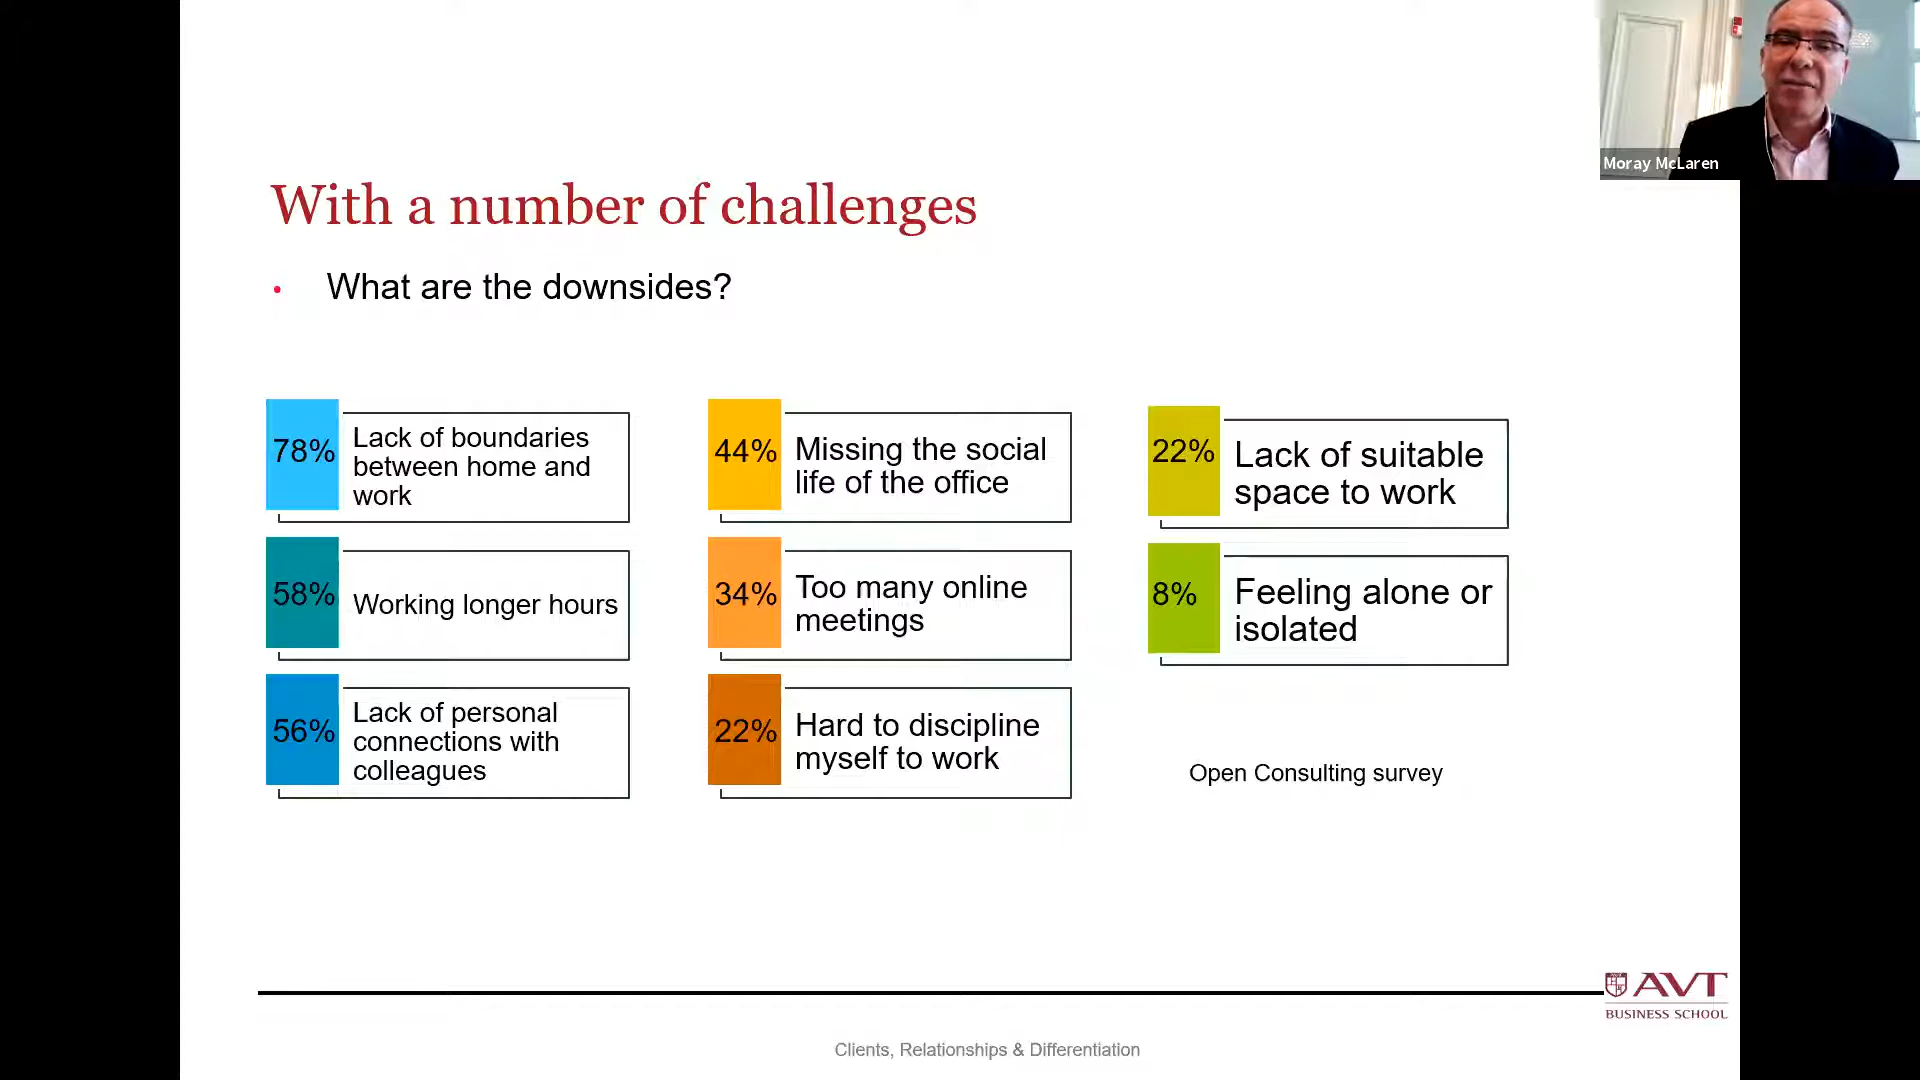 Moray McLaren
With a number of challenges
• What are the downsides?
78%
Lack of boundaries
between home and
work
58%
Working longer hours
56%
Lack of personal
connections with
colleagues
44%
Missing the social
life of the office
34%
Too many online
meetings
22%
Hard to discipline
myself to work
22%
Lack of suitable
space to work
8%
Feeling alone or
isolated
Open Consulting survey
AVT
BUSINESS SCHOOL
Clients, Relationships & Differentiation